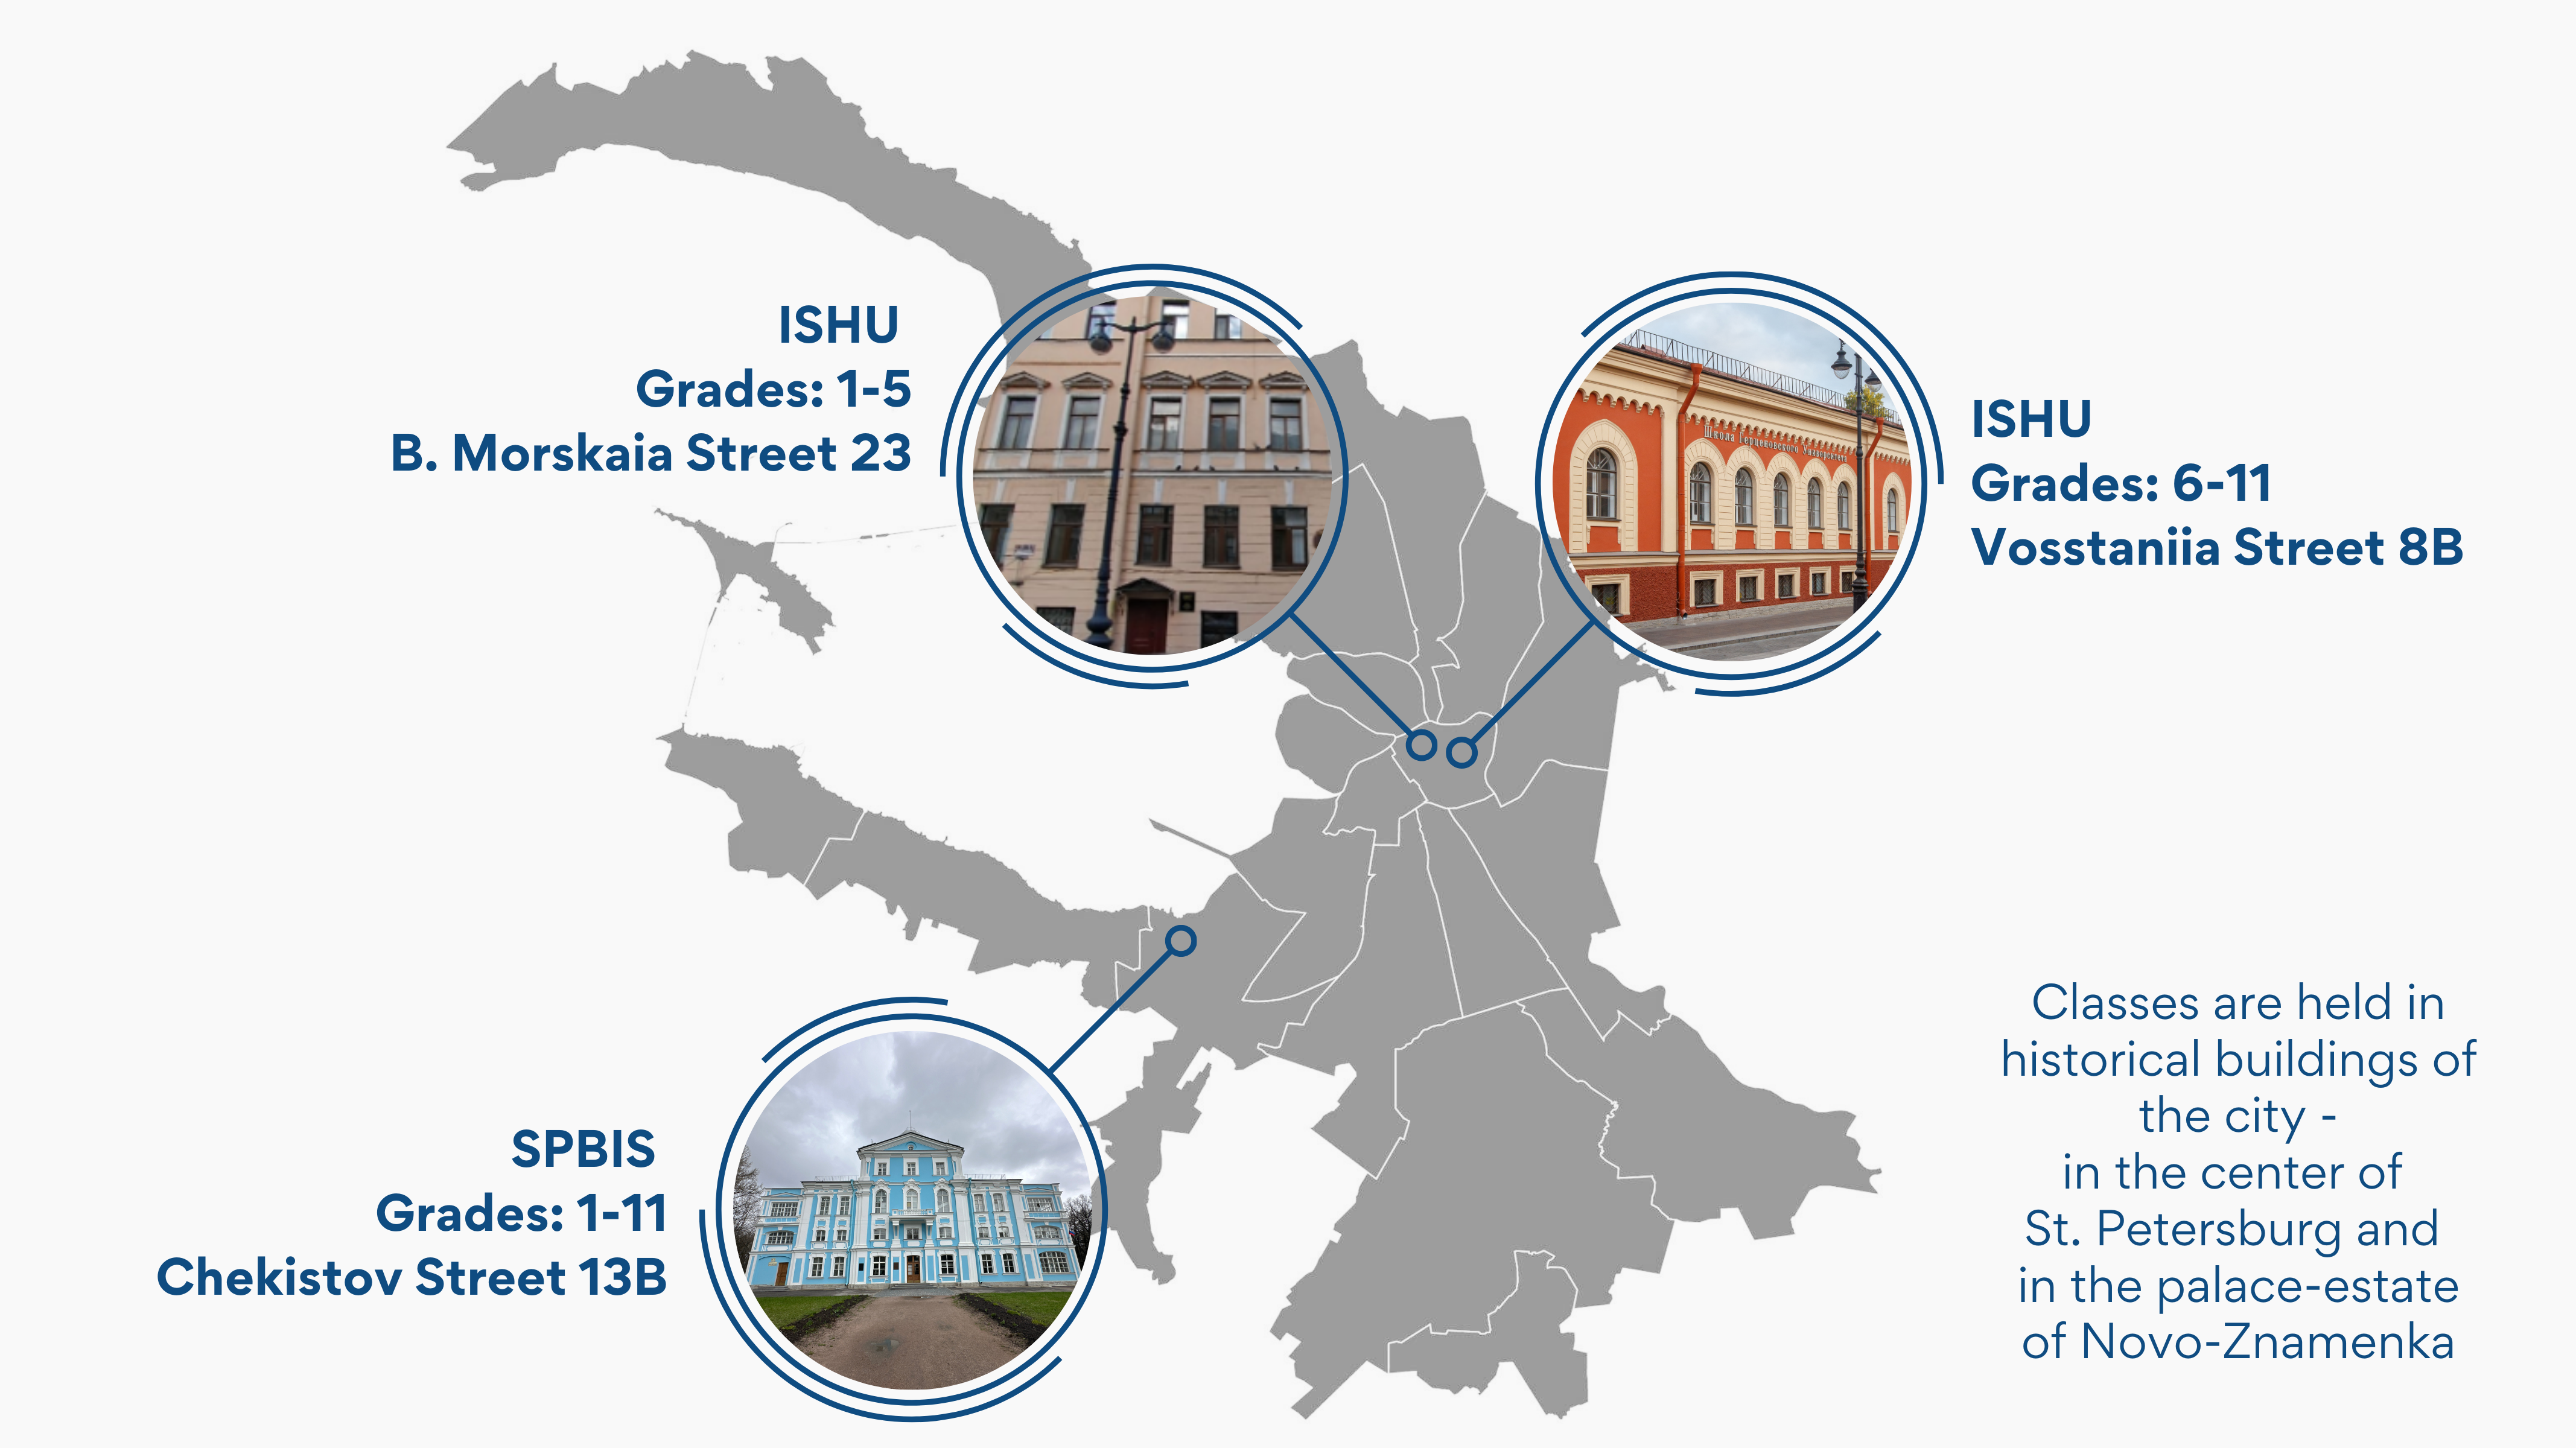 ISHU
Grades: 1-5
B. Morskaia Street 23
ISHU
Grades: 6-11
Vosstaniia Street 8B
Школа Герценовского Университета
SPBIS
Grades: 1-11
Chekistov Street 13B
Classes are held in
historical buildings of
the city -
in the center of
St. Petersburg and
in the palace-estate
of Novo-Znamenka